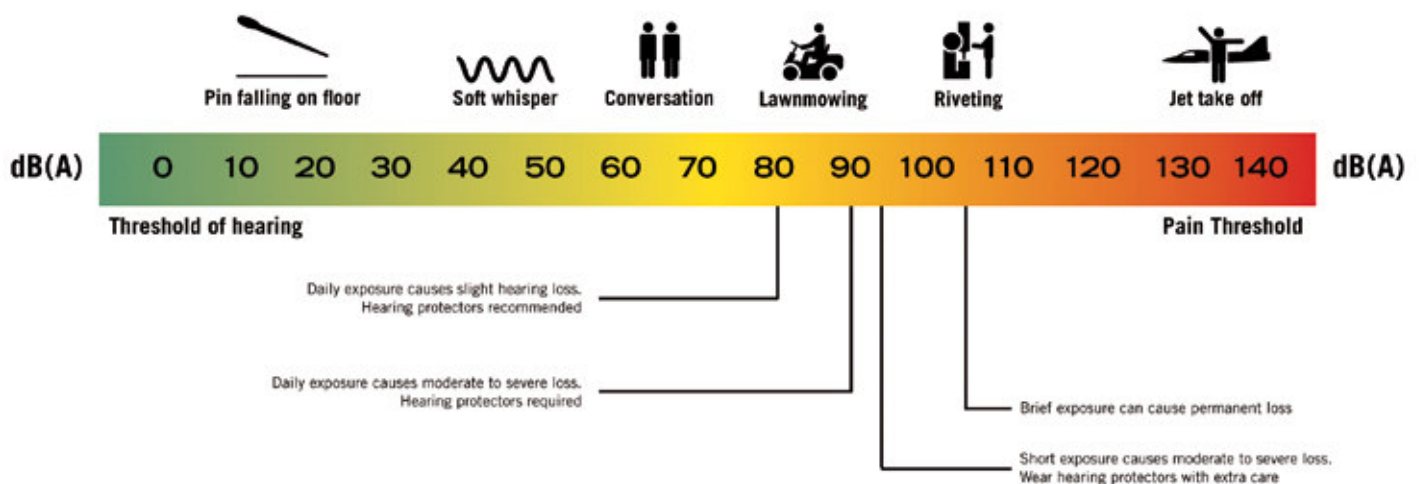 Pin falling on floor
Soft whisper
Conversation
Lawnmowing
Riveting
Jet take off
dB(A) 0 10 20 30 40 50 60 70 80 90 100 110 120 130 140 dB(A)
Threshold of hearing
Pain Threshold
Daily exposure causes slight hearing loss.
Hearing protectors recommended
Daily exposure causes moderate to severe loss.
Hearing protectors required
Brief exposure can cause permanent loss
Short exposure causes moderate to severe loss.
Wear hearing protectors with extra care